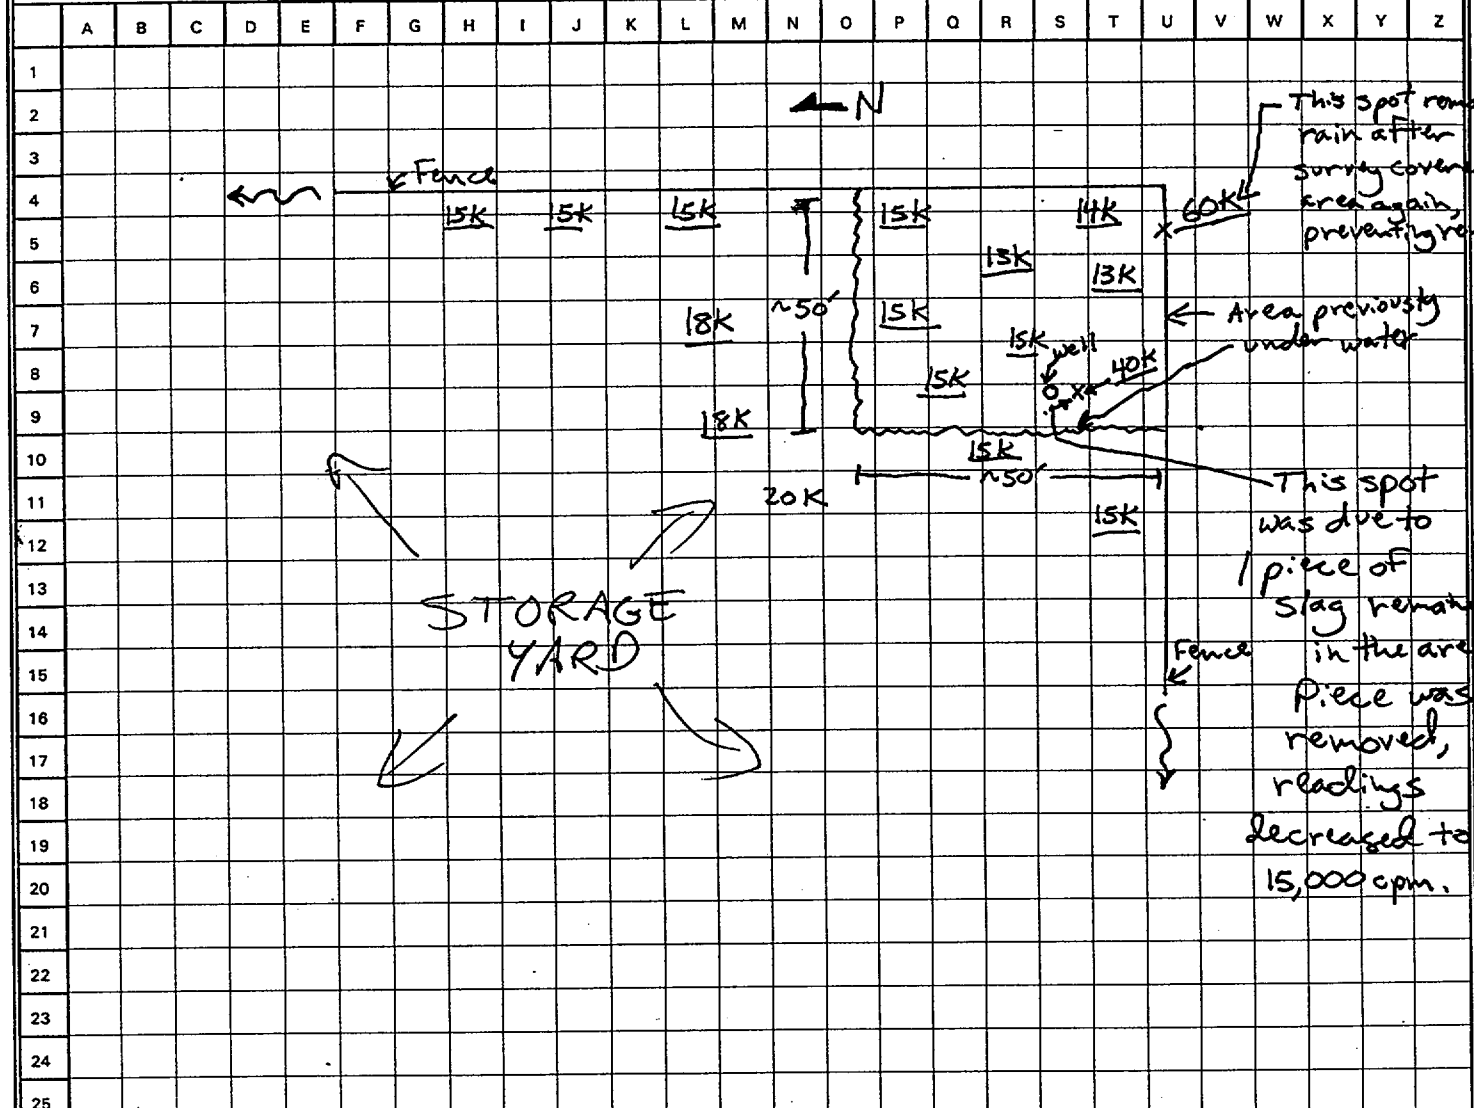 A B C D E F G H I J K L M N O P Q R S T U V W X Y Z
1
2
3
4
5
6
7
8
9
10
11
12
13
14
15
16
17
18
19
20
21
22
23
24
25
N
Fence
15K 15K 15K 15K 14K 60K
13K
13K
18K ~50' 15K
15K well
15K 40K
18K
15K
~50'
20K
15K
STORAGE
YARD
This spot
rain after
survey
area again,
preventing
Area previously
under water
This spot
was due to
1 piece of
slag
in the
Piece was
removed,
readings
decreased to
15,000 cpm.
Fence